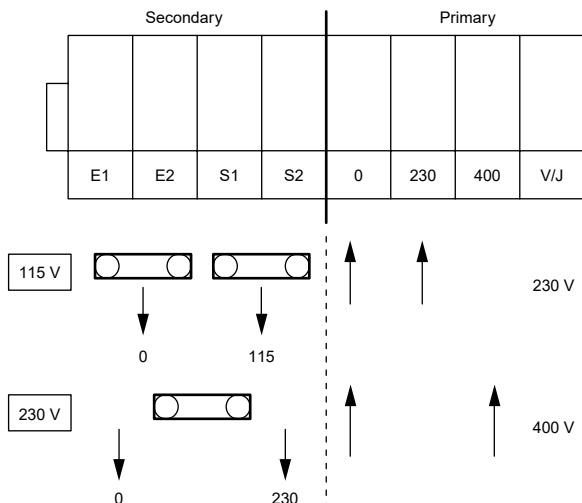 Secondary Primary
E1 E2 S1 S2 0 230 400 V/J
115 V 230 V
0 115
230 V 400 V
0 230